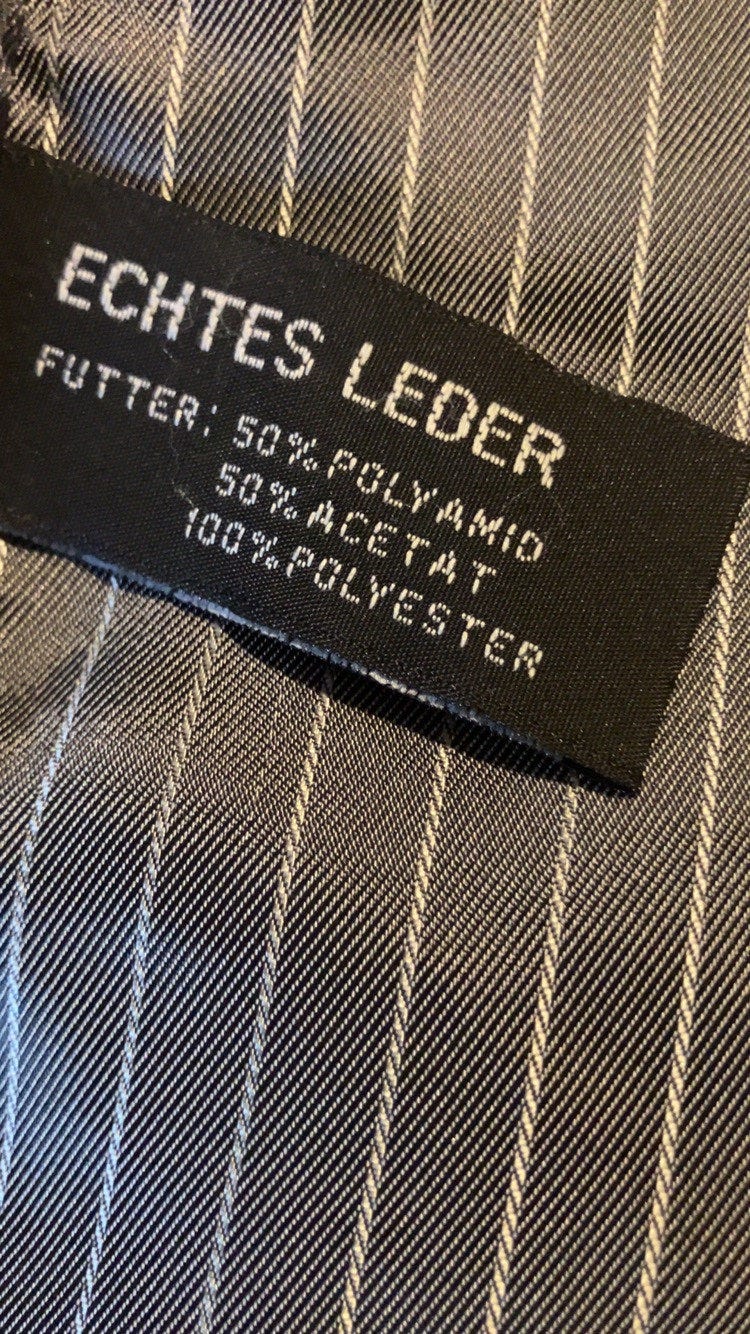 ECHTES LEDER
FUTTER: 50% POLYAMID
50% ACETAT
100% POLYESTER